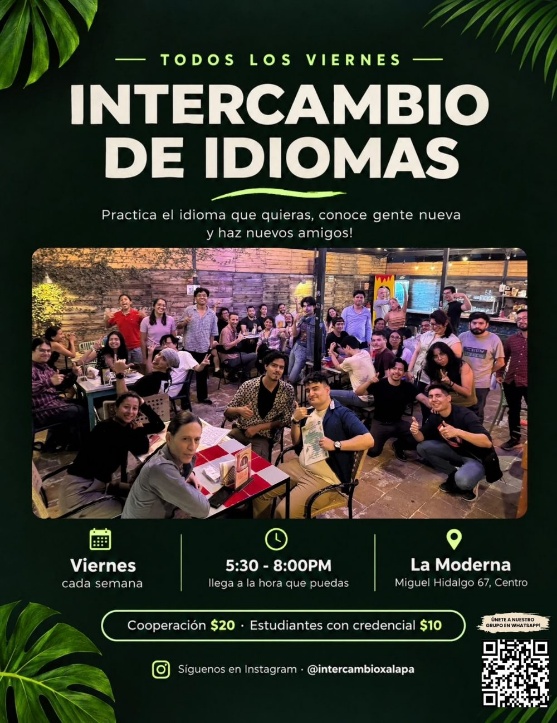 TODOS LOS VIERNES
INTERCAMBIO
DE IDIOMAS
Practica el idioma que quieras, conoce gente nueva
y haz nuevos amigos!
Viernes
cada semana
5:30 - 8:00PM
llega a la hora que puedas
La Moderna
Miguel Hidalgo 67, Centro
Cooperación $20 · Estudiantes con credencial $10
ÚNETE A NUESTRO
GRUPO EN WHATSAPP!
Síguenos en Instagram · @intercambioxalapa